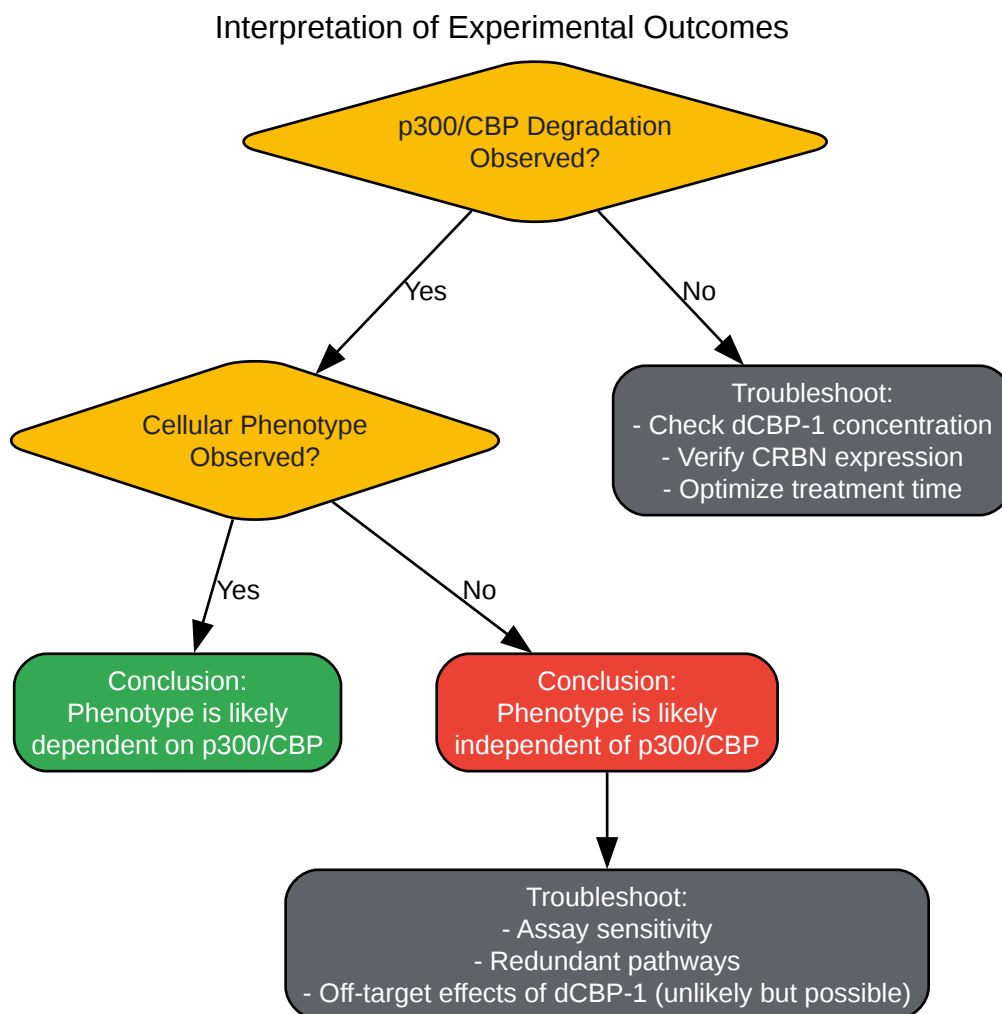 Interpretation of Experimental Outcomes
p300/CBP Degradation
Observed?
Yes
No
Cellular Phenotype
Observed?
Troubleshoot:
- Check dCBP-1 concentration
- Verify CRBN expression
- Optimize treatment time
Yes
No
Conclusion:
Phenotype is likely
dependent on p300/CBP
Conclusion:
Phenotype is likely
independent of p300/CBP
Troubleshoot:
- Assay sensitivity
- Redundant pathways
- Off-target effects of dCBP-1 (unlikely but possible)